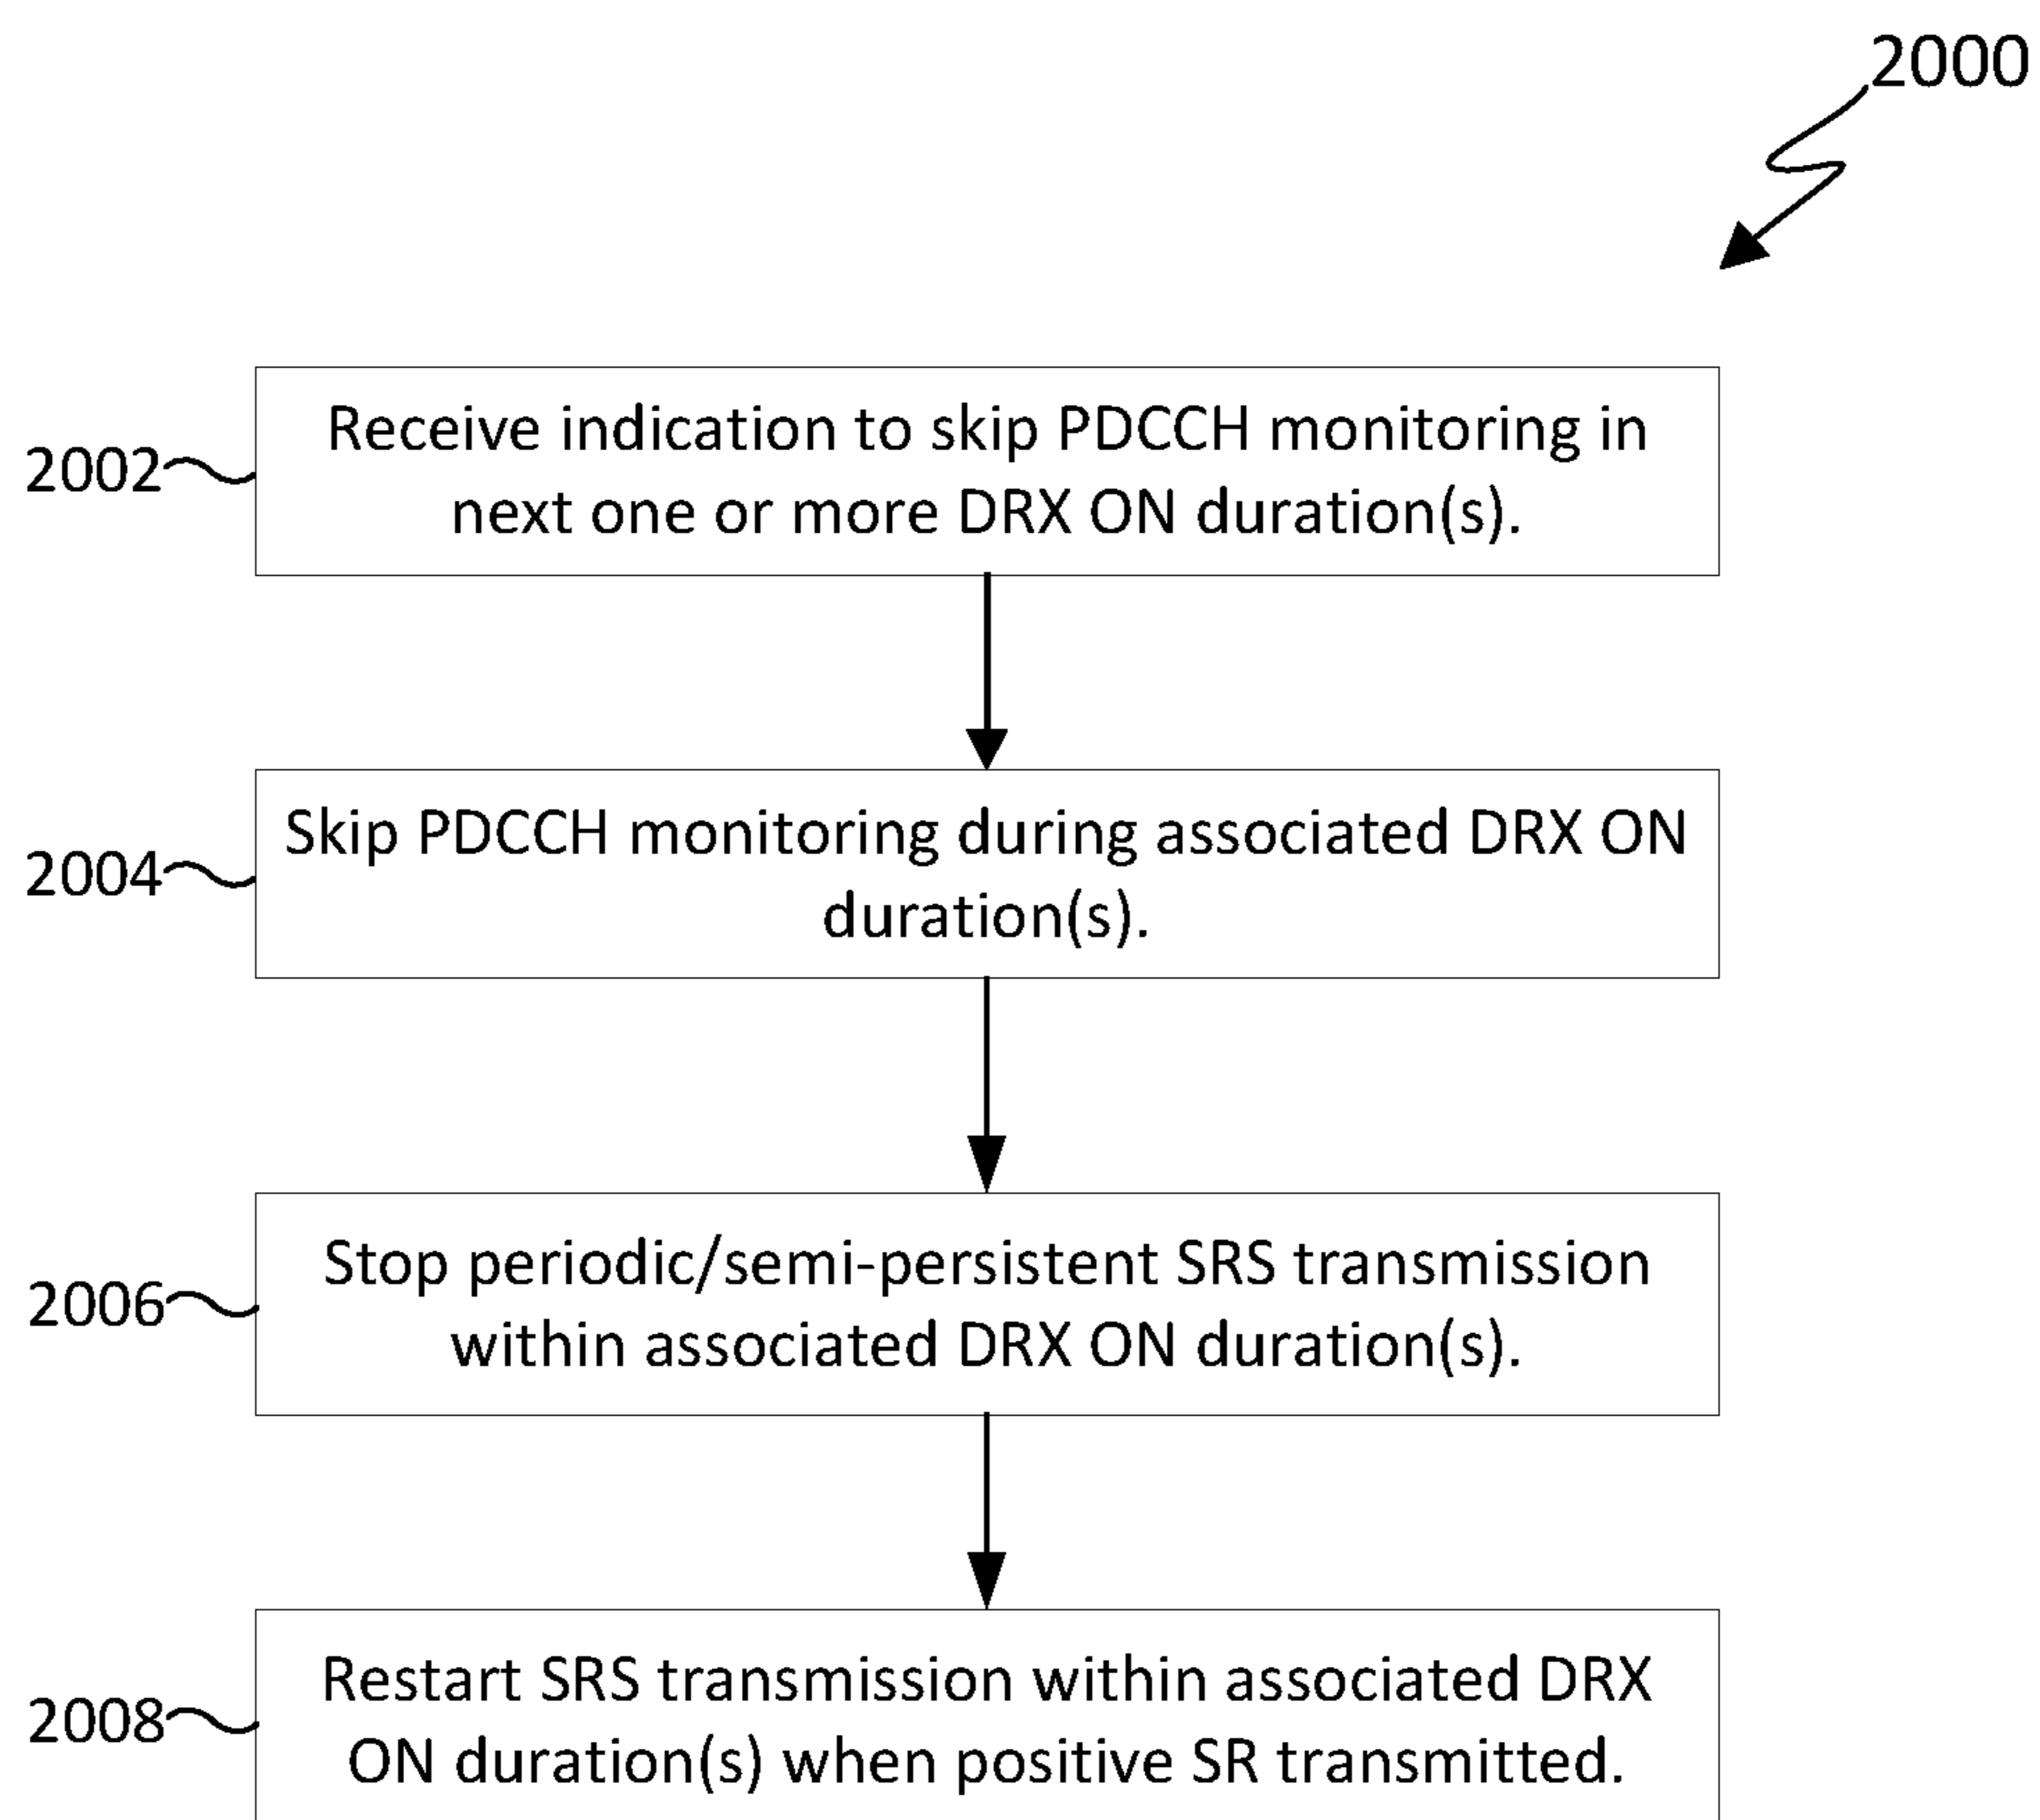 2000
2002
Receive indication to skip PDCCH monitoring in
next one or more DRX ON duration(s).
2004
Skip PDCCH monitoring during associated DRX ON
duration(s).
2006
Stop periodic/semi-persistent SRS transmission
within associated DRX ON duration(s).
2008
Restart SRS transmission within associated DRX
ON duration(s) when positive SR transmitted.